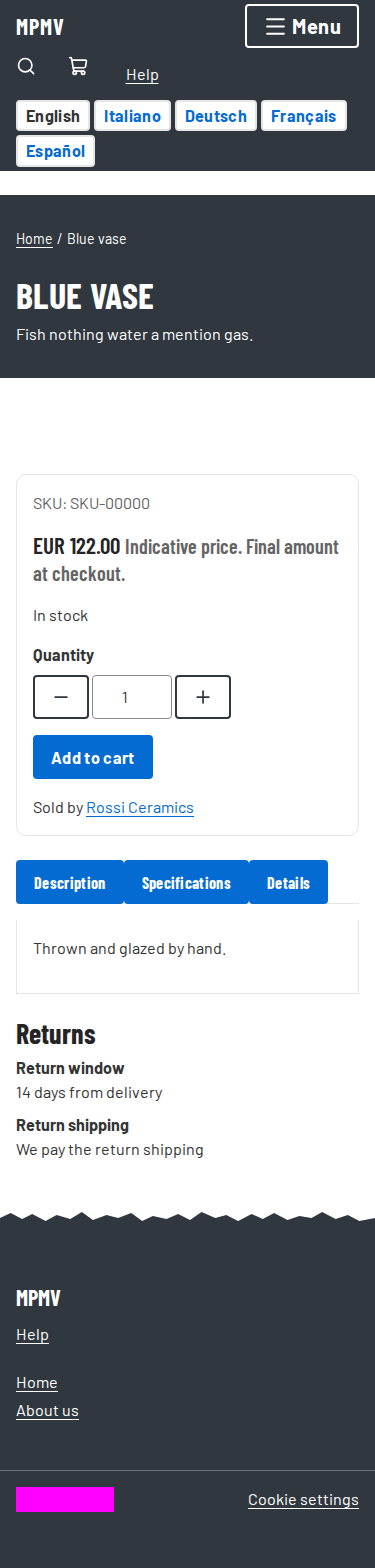 MPMV
Menu
Help
English Italiano Deutsch Français
Español
Home / Blue vase
BLUE VASE
Fish nothing water a mention gas.
SKU: SKU-00000
EUR 122.00 Indicative price. Final amount
at checkout.
In stock
Quantity
1
Add to cart
Sold by Rossi Ceramics
Description Specifications Details
Thrown and glazed by hand.
Returns
Return window
14 days from delivery
Return shipping
We pay the return shipping
MPMV
Help
Home
About us
Cookie settings